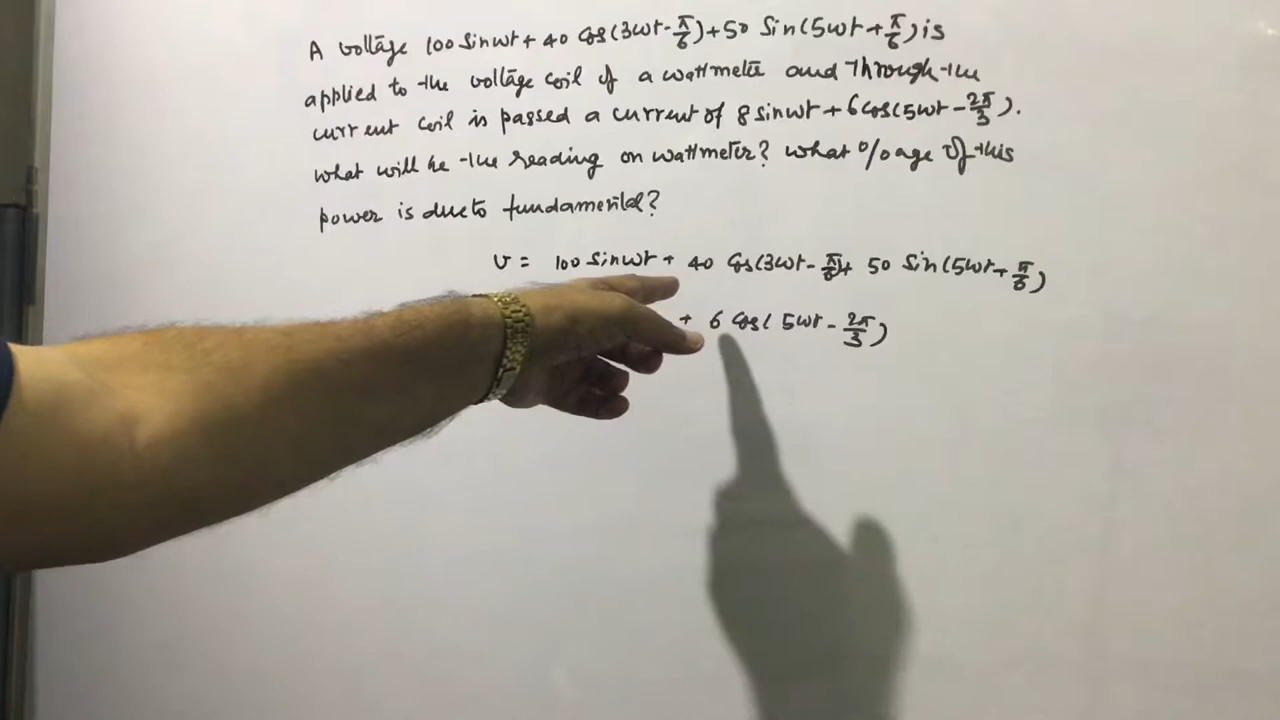 A voltage 100 sinωt + 40 cos(3ωt - π/6) + 50 sin(5ωt + π/6) is
applied to the voltage coil of a wattmeter and through the
current coil is passed a current of 8 sinωt + 6 cos(5ωt - 2π/3).
what will be the reading on wattmeter? what %age of this
power is due to fundamental?
v = 100 sinωt + 40 cos(3ωt - π/6) + 50 sin(5ωt + π/6)
+ 6 cos(5ωt - 2π/3)